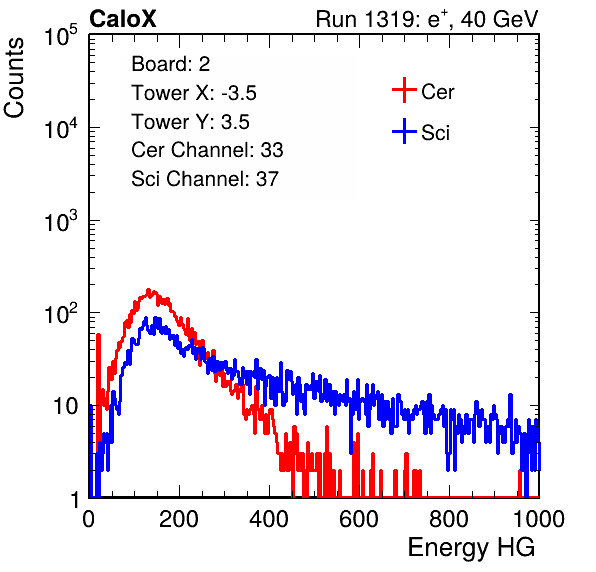 CaloX Run 1319: e⁺, 40 GeV
Counts
Board: 2
Tower X: -3.5
Tower Y: 3.5
Cer Channel: 33
Sci Channel: 37
Cer
Sci
10⁵
10⁴
10³
10²
10
1
0 200 400 600 800 1000
Energy HG